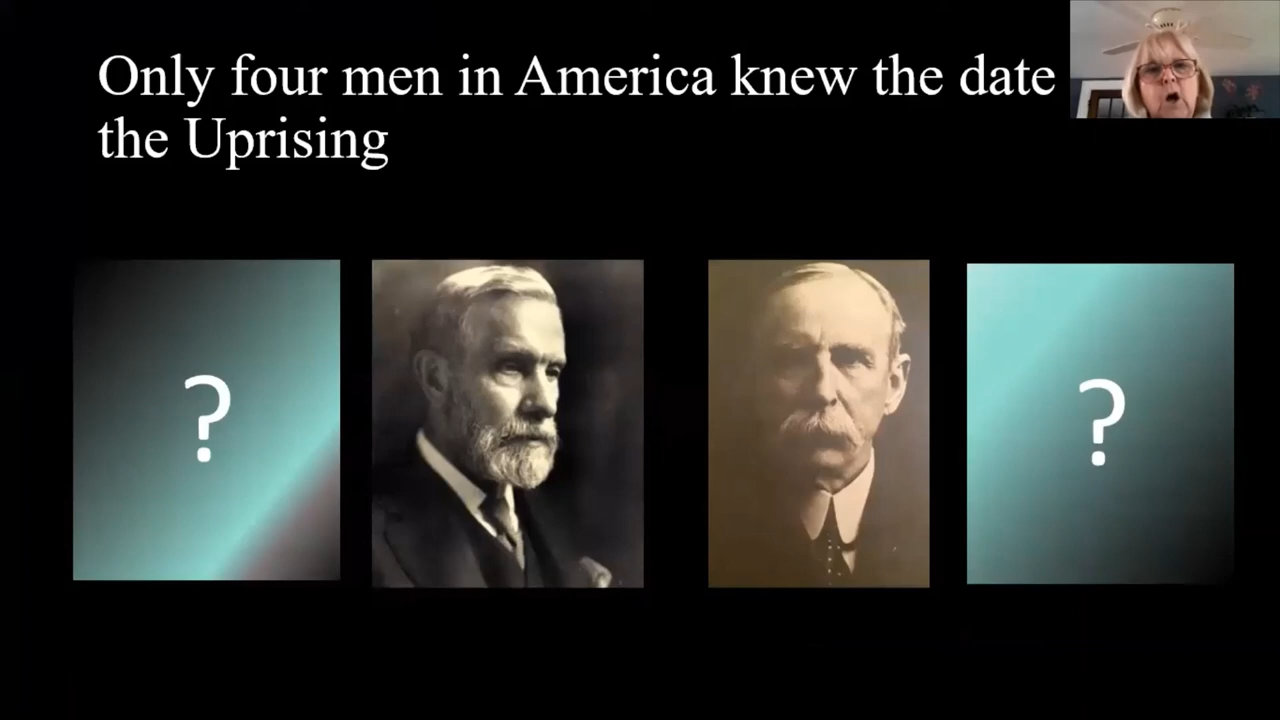 Only four men in America knew the date
the Uprising
?
?